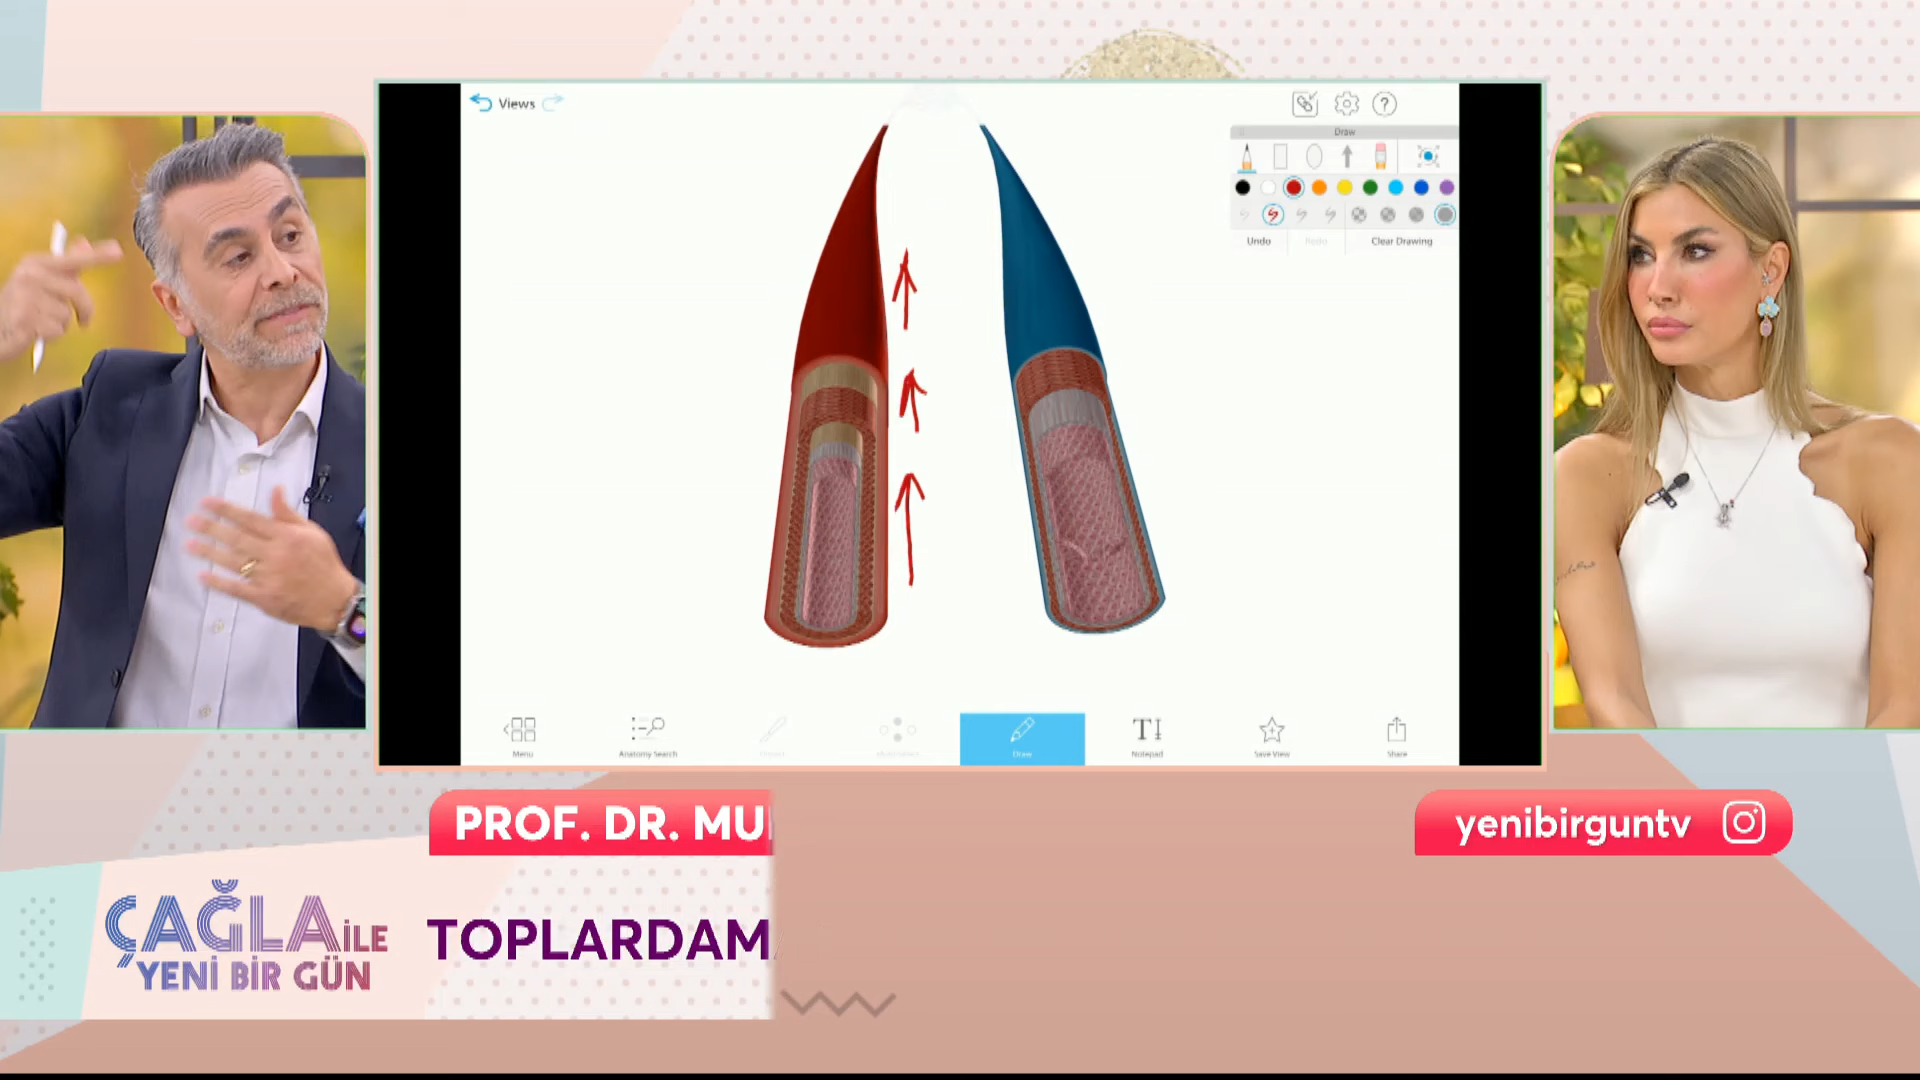 Views
Draw
Undo
Redo
Clear Drawing
Menu
Anatomy Search
Draw
Notepad
Save View
Share
PROF. DR. MU
yenibirguntv
ÇAĞLA İLE
YENİ BİR GÜN
TOPLARDAM